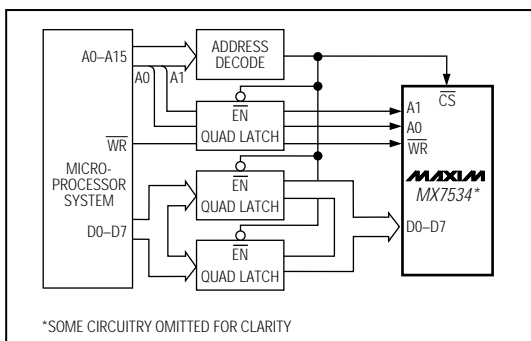 A0–A15
A0
A1
WR
MICRO-
PROCESSOR
SYSTEM
D0–D7
ADDRESS
DECODE
EN
QUAD LATCH
EN
QUAD LATCH
EN
QUAD LATCH
CS
A1
A0
WR
MAXIM
MX7534*
D0–D7
*SOME CIRCUITRY OMITTED FOR CLARITY